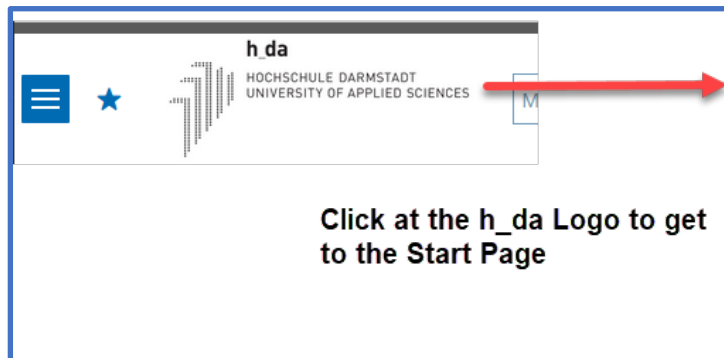 h_da
HOCHSCHULE DARMSTADT
UNIVERSITY OF APPLIED SCIENCES
M
Click at the h_da Logo to get
to the Start Page